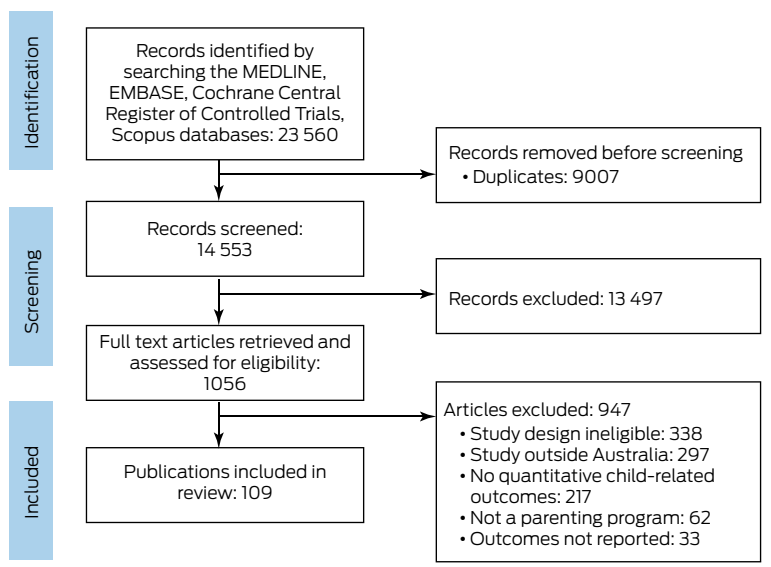 Identification
Records identified by
searching the MEDLINE,
EMBASE, Cochrane Central
Register of Controlled Trials,
Scopus databases: 23 560
Records removed before screening
• Duplicates: 9007
Screening
Records screened:
14 553
Records excluded: 13 497
Full text articles retrieved and
assessed for eligibility:
1056
Included
Articles excluded: 947
• Study design ineligible: 338
• Study outside Australia: 297
• No quantitative child-related
outcomes: 217
• Not a parenting program: 62
• Outcomes not reported: 33
Publications included in
review: 109